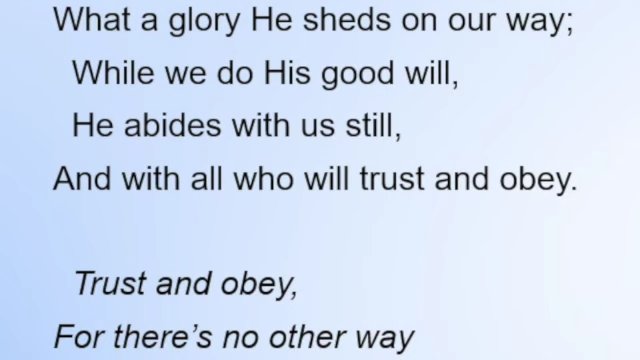 What a glory He sheds on our way;
While we do His good will,
He abides with us still,
And with all who will trust and obey.
Trust and obey,
For there’s no other way